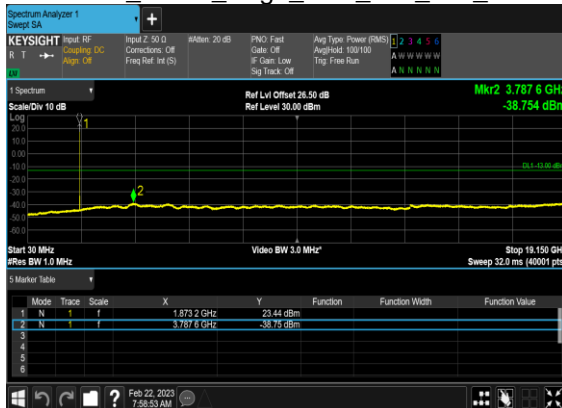 Spectrum Analyzer 1
Swept SA
+
KEYSIGHT Input: RF Input Z: 50 Ω #Atten: 20 dB PNO: Fast Avg Type: Power (RMS) 1 2 3 4 5 6
R T Coupling: DC Corrections: Off Gate: Off Avg|Hold: 100/100 A W W W W W
Align: Off Freq Ref: Int (S) IF Gain: Low Trig: Free Run
Sig Track: Off A N N N N N
1 Spectrum Ref Lvl Offset 26.50 dB Mkr2 3.787 6 GHz
Scale/Div 10 dB Ref Level 30.00 dBm -38.754 dBm
Log
1
20.0
10.0
0.00
-10.0
DL1 -13.00 dBm
-20.0
-30.0
2
-40.0
-50.0
-60.0
Start 30 MHz Video BW 3.0 MHz* Stop 19.150 GH
#Res BW 1.0 MHz Sweep 32.0 ms (40001 pts
5 Marker Table
Mode Trace Scale X Y Function Function Width Function Value
1 N 1 f 1.873 2 GHz 23.44 dBm
2 N 1 f 3.787 6 GHz -38.75 dBm
3
4
5
6
? Feb 22, 2023
7:58:53 AM